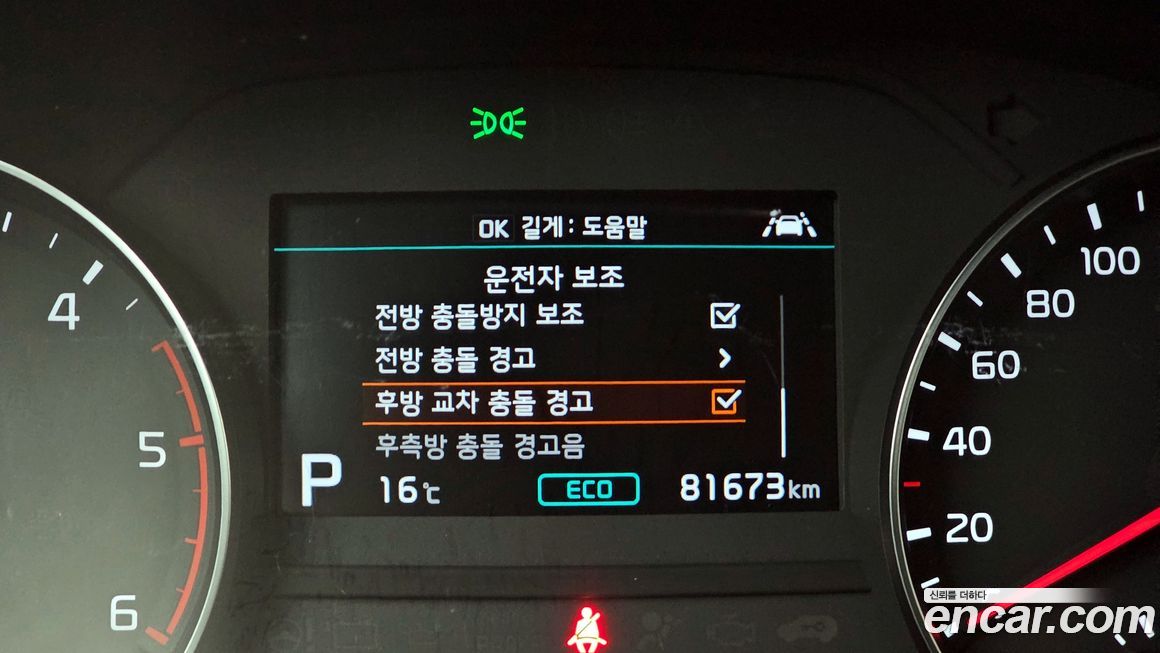 OK 길게 : 도움말
운전자 보조
전방 충돌방지 보조
전방 충돌 경고
후방 교차 충돌 경고
후측방 충돌 경고음
P 16℃ ECO 81673km
4
5
6
100
80
60
40
20
신뢰를 더하다
encar.com